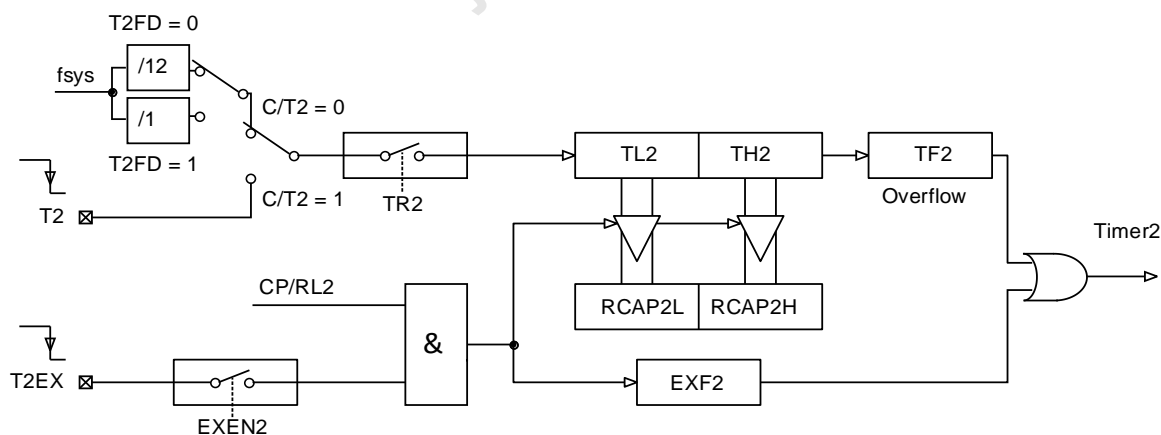 T2FD = 0
/12
fsys
C/T2 = 0
/1
T2FD = 1
TL2
TH2
TF2
T2
C/T2 = 1
TR2
Overflow
Timer2
CP/RL2
RCAP2L
RCAP2H
&
T2EX
EXF2
EXEN2